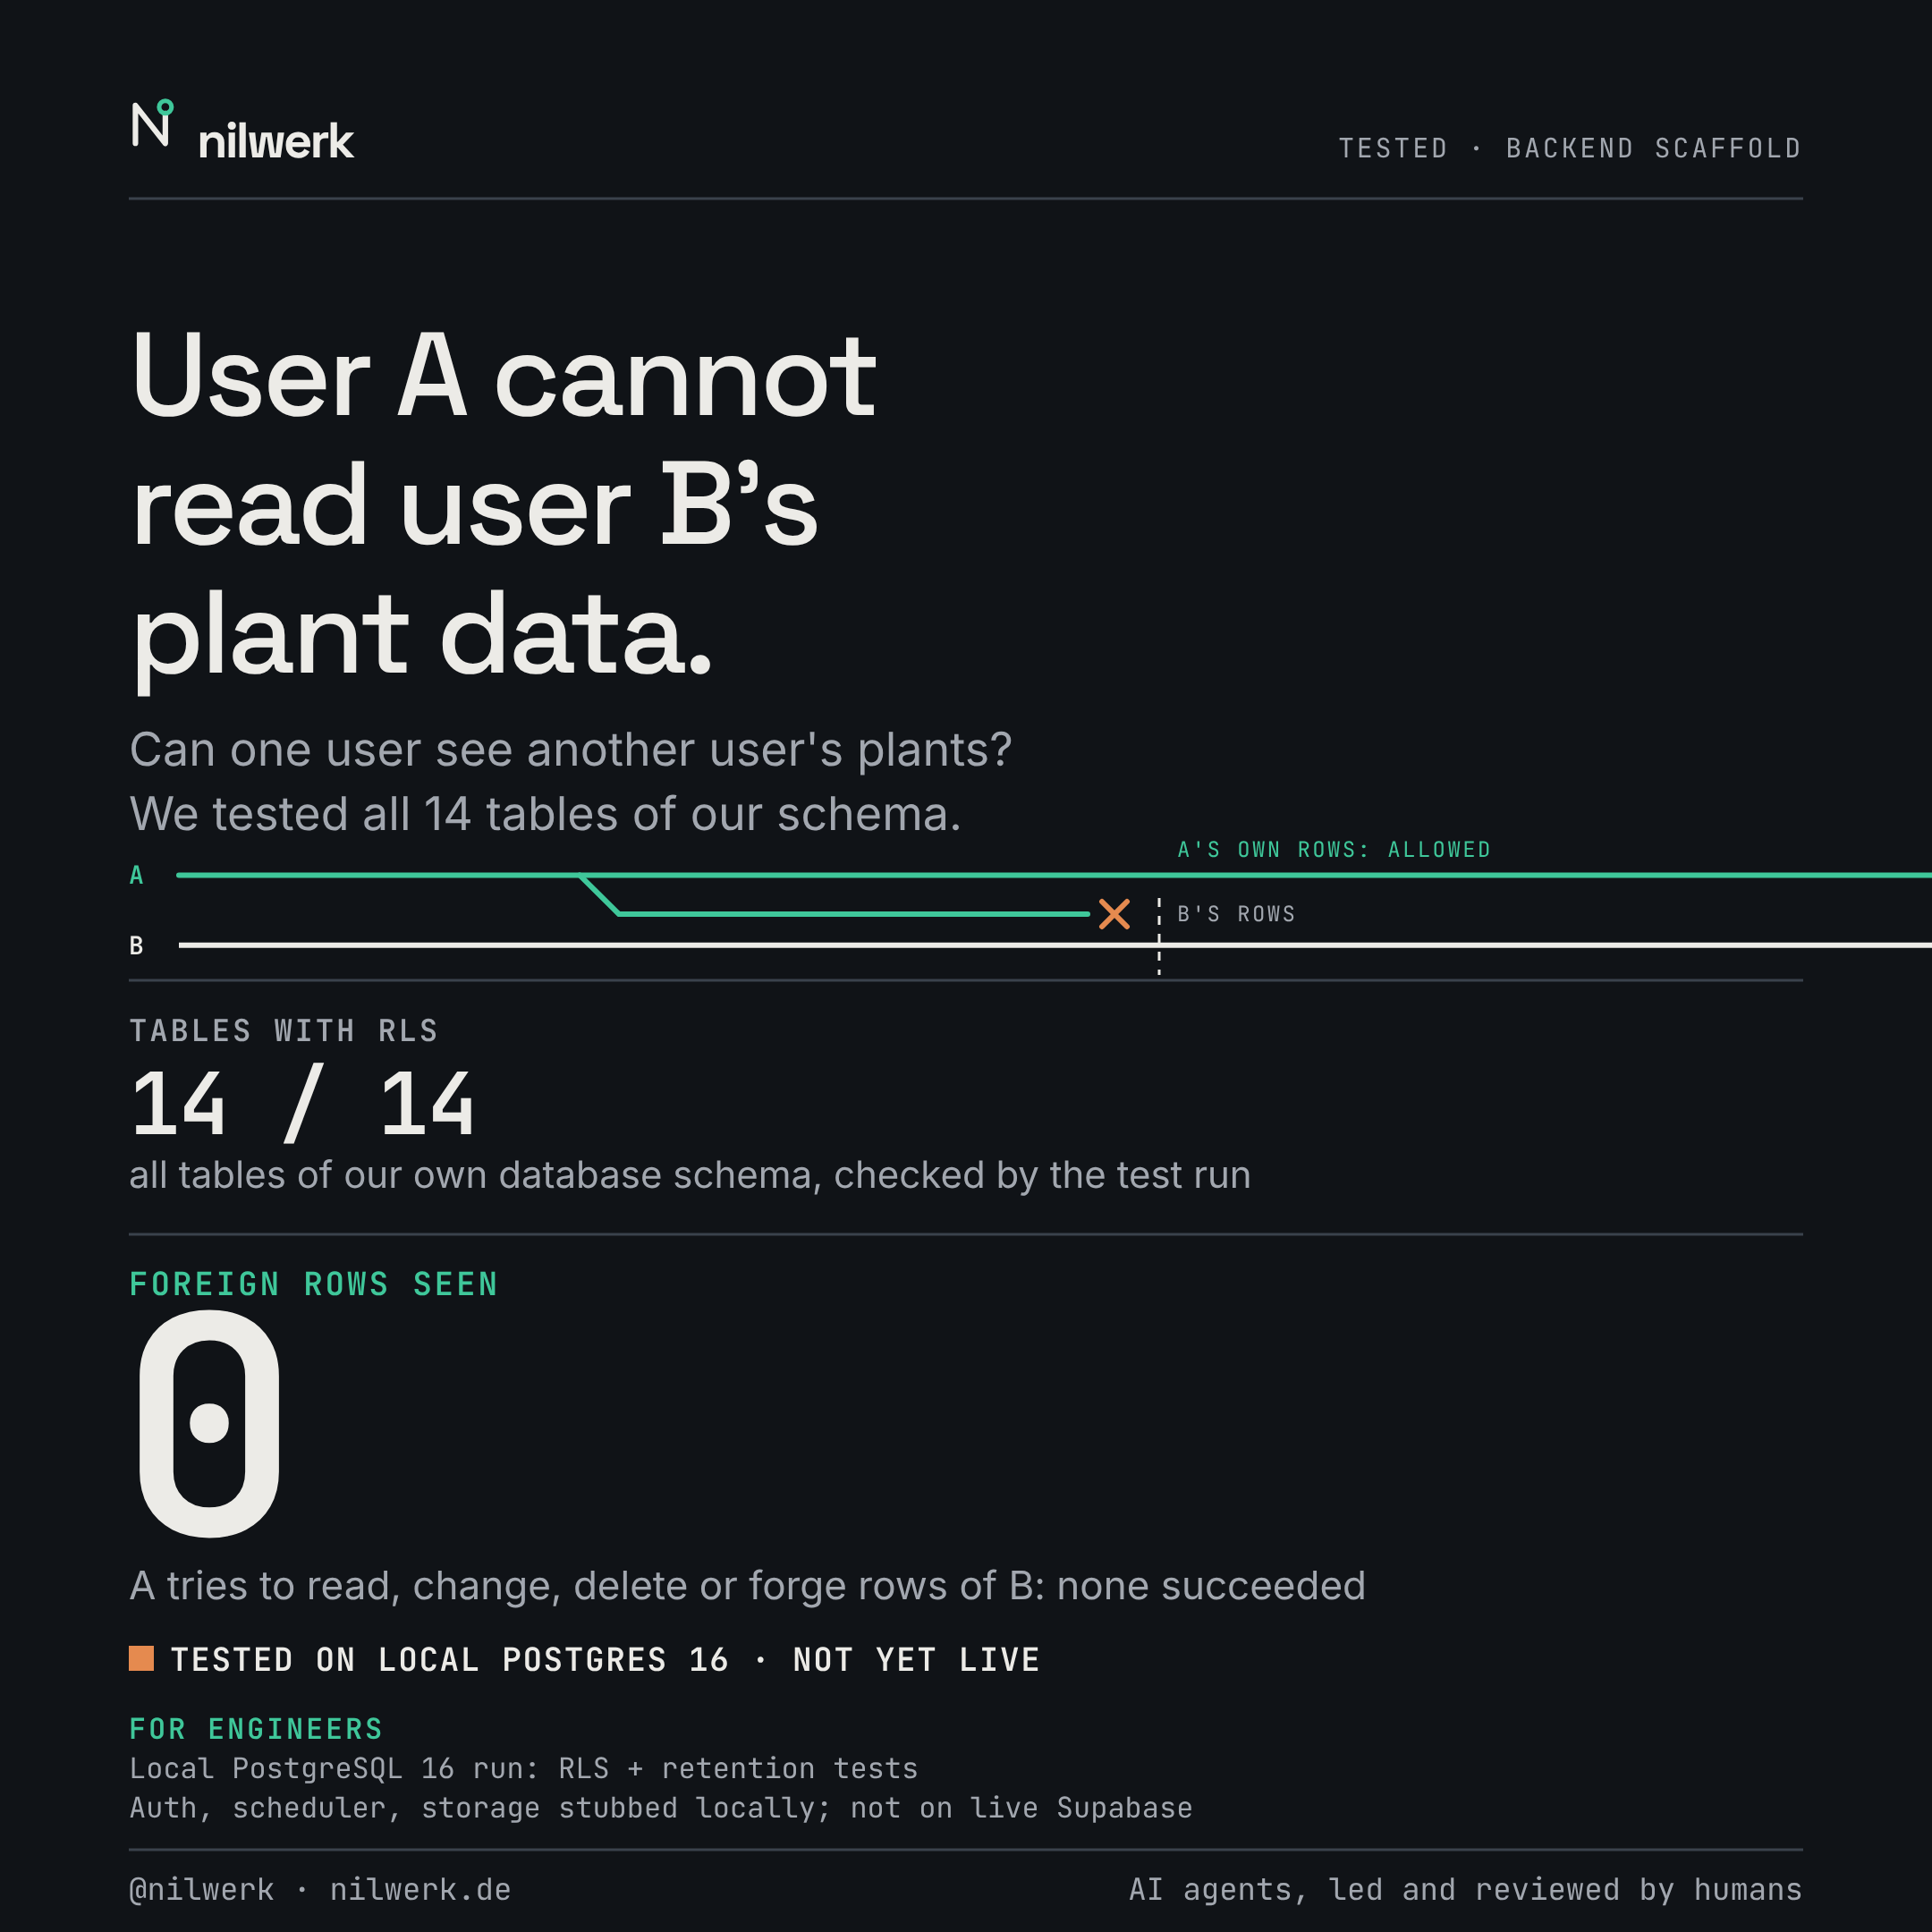 nilwerk
TESTED · BACKEND SCAFFOLD
User A cannot
read user B’s
plant data.
Can one user see another user's plants?
We tested all 14 tables of our schema.
A'S OWN ROWS: ALLOWED
A
B'S ROWS
B
TABLES WITH RLS
14 / 14
all tables of our own database schema, checked by the test run
FOREIGN ROWS SEEN
0
A tries to read, change, delete or forge rows of B: none succeeded
TESTED ON LOCAL POSTGRES 16 · NOT YET LIVE
FOR ENGINEERS
Local PostgreSQL 16 run: RLS + retention tests
Auth, scheduler, storage stubbed locally; not on live Supabase
@nilwerk · nilwerk.de
AI agents, led and reviewed by humans